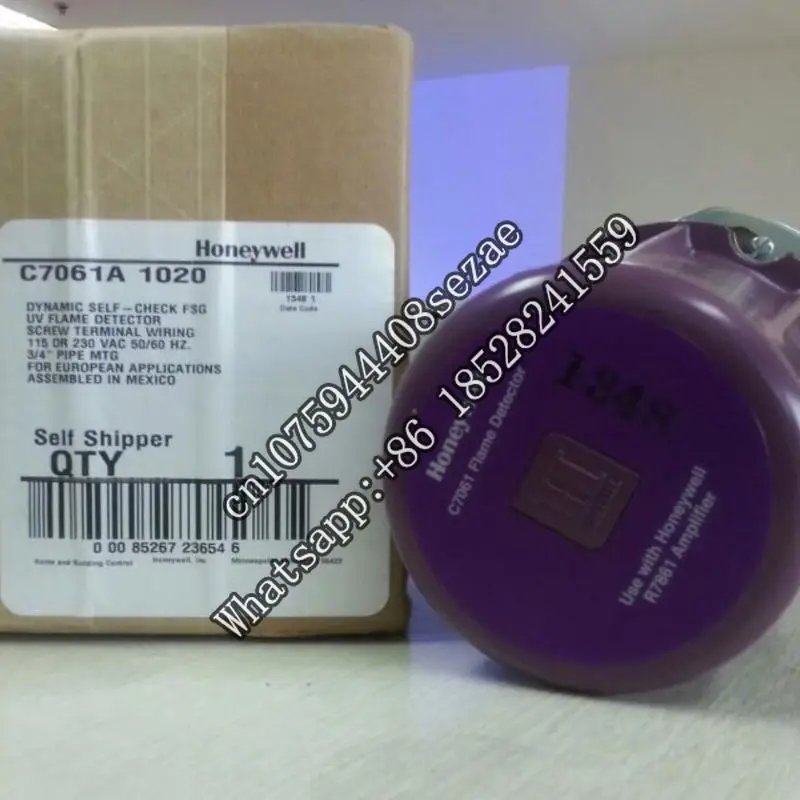 Honeywell
C7061A 1020
1348 1
Date Code
DYNAMIC SELF-CHECK FSG
UV FLAME DETECTOR
SCREW TERMINAL WIRING
115 OR 230 VAC 50/60 HZ.
3/4" PIPE MTG
FOR EUROPEAN APPLICATIONS
ASSEMBLED IN MEXICO
Self Shipper
QTY 1
0 00 85267 23654 6
Home and Building Control Honeywell, Inc
cn1075944408sezae
Whatsapp:+86 18528241559
1348
Honeywell
C7061 Flame Detector
Use with Honeywell
R7861 Amplifier